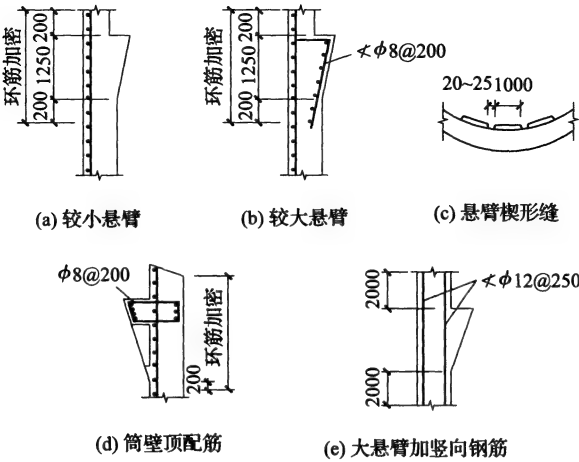 环筋加密
200
1250
200
(a) 较小悬臂
环筋加密
200
1250
200
≮ϕ8@200
(b) 较大悬臂
20~25 1000
(c) 悬臂楔形缝
ϕ8@200
环筋加密
200
(d) 筒壁顶配筋
2000
2000
≮ϕ12@250
(e) 大悬臂加竖向钢筋